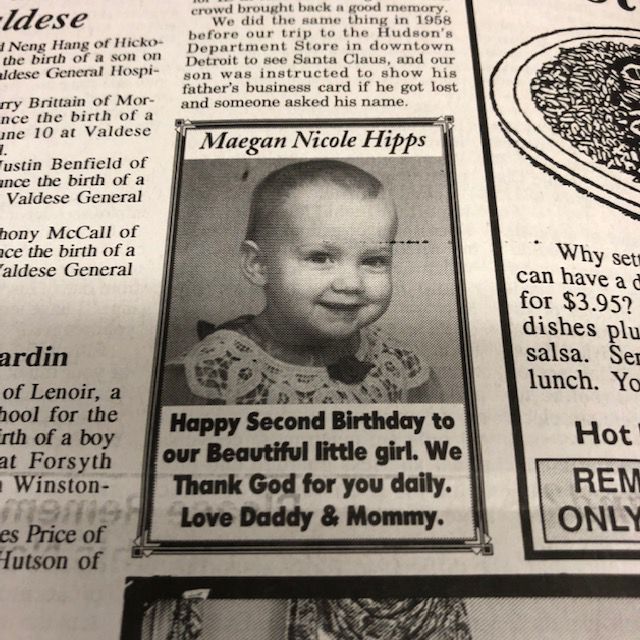 ldese
d Neng Hang of Hicko-
the birth of a son on
aldese General Hospi-
rry Brittain of Mor-
nce the birth of a
une 10 at Valdese
l.
ustin Benfield of
unce the birth of a
Valdese General
hony McCall of
nce the birth of a
aldese General
ardin
of Lenoir, a
hool for the
rth of a boy
at Forsyth
Winston-
es Price of
Hutson of
crowd brought back a good memory.
We did the same thing in 1958
before our trip to the Hudson's
Department Store in downtown
Detroit to see Santa Claus, and our
son was instructed to show his
father's business card if he got lost
and someone asked his name.
Maegan Nicole Hipps
Happy Second Birthday to
our Beautiful little girl. We
Thank God for you daily.
Love Daddy & Mommy.
Why sett
can have a d
for $3.95?
dishes plu
salsa. Ser
lunch. Yo
Hot
REM
ONLY